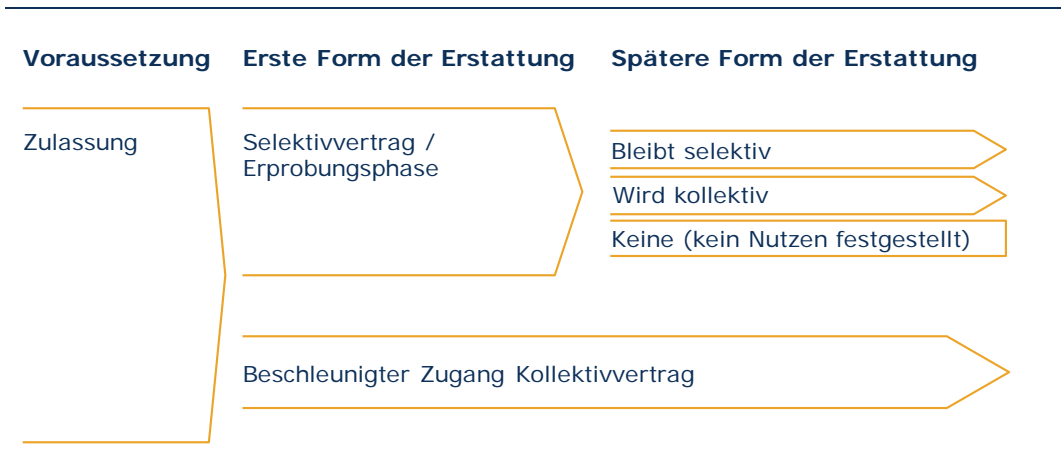 Voraussetzung Erste Form der Erstattung Spätere Form der Erstattung
Zulassung
Selektivvertrag /
Erprobungsphase
Bleibt selektiv
Wird kollektiv
Keine (kein Nutzen festgestellt)
Beschleunigter Zugang Kollektivvertrag